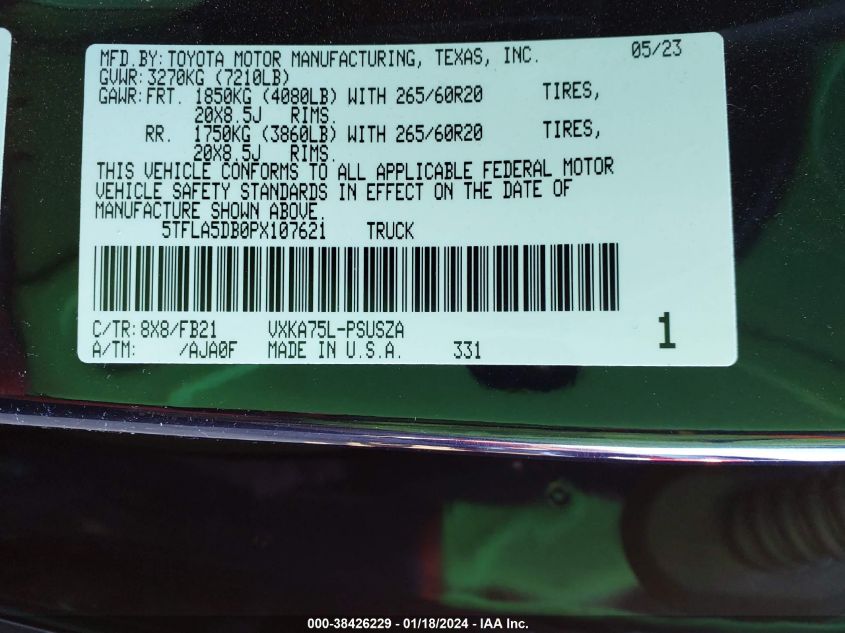 MFD.BY: TOYOTA MOTOR MANUFACTURING, TEXAS, INC. 05/23
GVWR: 3270KG (7210LB)
GAWR: FRT. 1850KG (4080LB) WITH 265/60R20 TIRES,
20X8.5J RIMS.
RR. 1750KG (3860LB) WITH 265/60R20 TIRES,
20X8.5J RIMS.
THIS VEHICLE CONFORMS TO ALL APPLICABLE FEDERAL MOTOR
VEHICLE SAFETY STANDARDS IN EFFECT ON THE DATE OF
MANUFACTURE SHOWN ABOVE.
5TFLA5DB0PX107621 TRUCK
C/TR: 8X8/FB21 VXKA75L-PSUSZA
A/TM: /AJA0F MADE IN U.S.A. 331 1
000-38426229 - 01/18/2024 - IAA Inc.